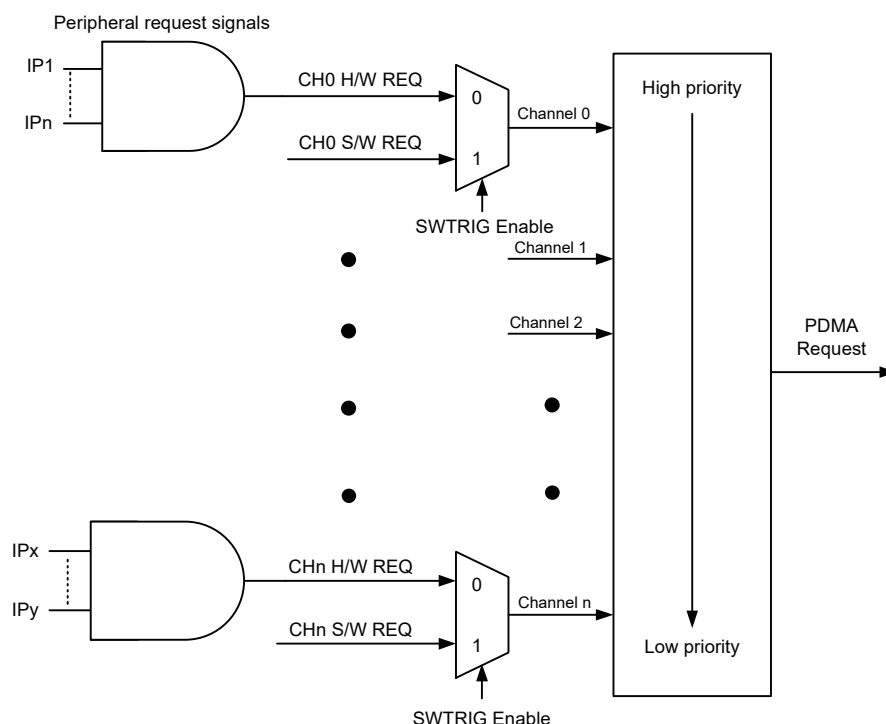 Peripheral request signals
IP1
IPn
CH0 H/W REQ
CH0 S/W REQ
0
1
SWTRIG Enable
Channel 0
Channel 1
Channel 2
High priority
PDMA
Request
IPx
IPy
CHn H/W REQ
CHn S/W REQ
0
1
SWTRIG Enable
Channel n
Low priority